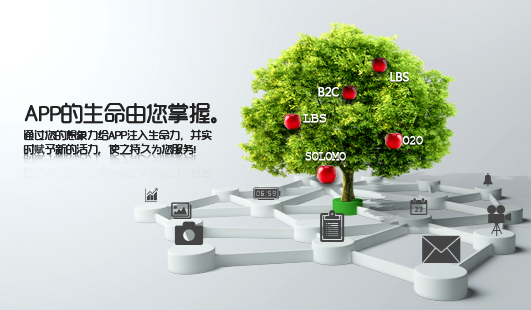 APP的生命由您掌握。
通过您的想象力给APP注入生命力，并实
时赋予新的活力，使之持久为您服务!
LBS
B2C
LBS
O2O
SOLOMO
06:59
23